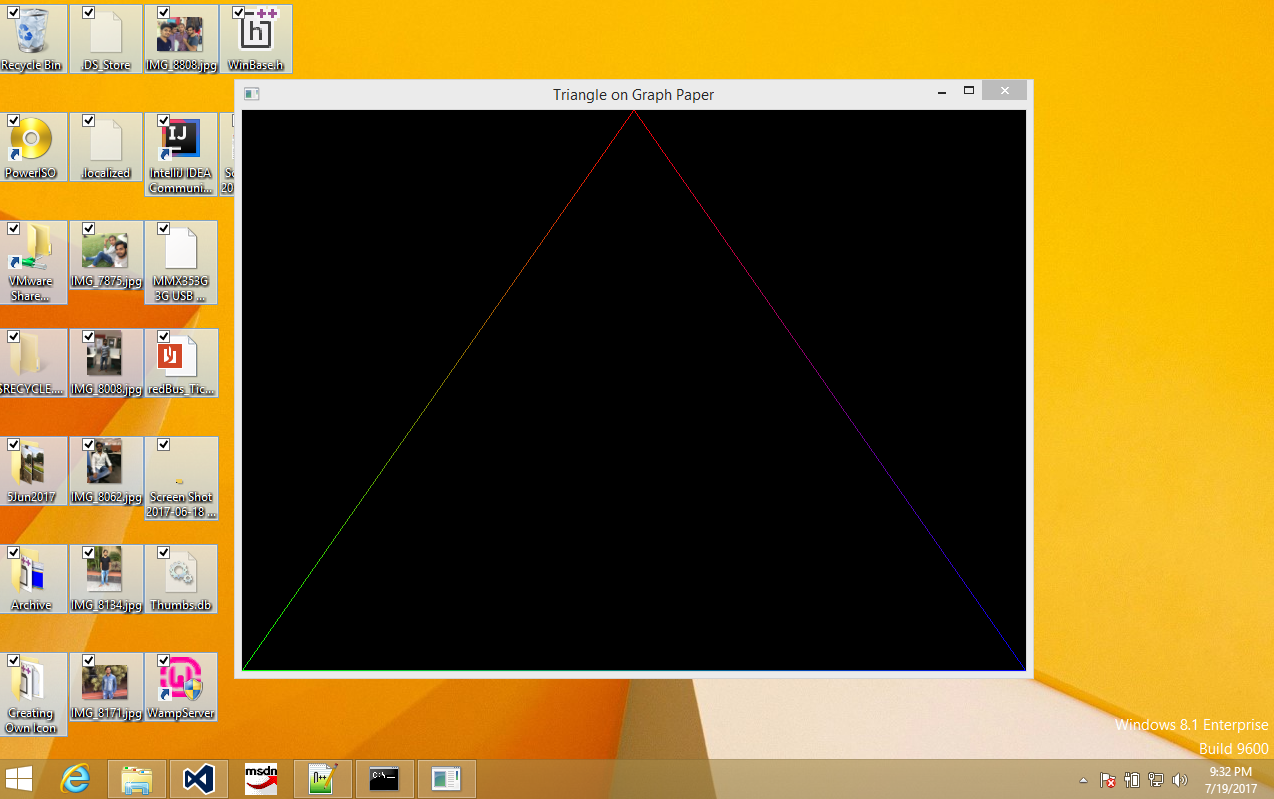 Recycle Bin
.DS_Store
IMG_8808.jpg
WinBase.h
Triangle on Graph Paper
PowerISO
.localized
IntelliJ IDEA
Communi...
20
VMware
Share...
IMG_7875.jpg
MMX353G
3G USB ...
$RECYCLE....
IMG_8008.jpg
redBus_Tic...
5Jun2017
IMG_8062.jpg
Screen Shot
2017-06-18 ...
Archive
IMG_8134.jpg
Thumbs.db
Creating
Own Icon
IMG_8171.jpg
WampServer
Windows 8.1 Enterprise
Build 9600
msdn
9:32 PM
7/19/2017